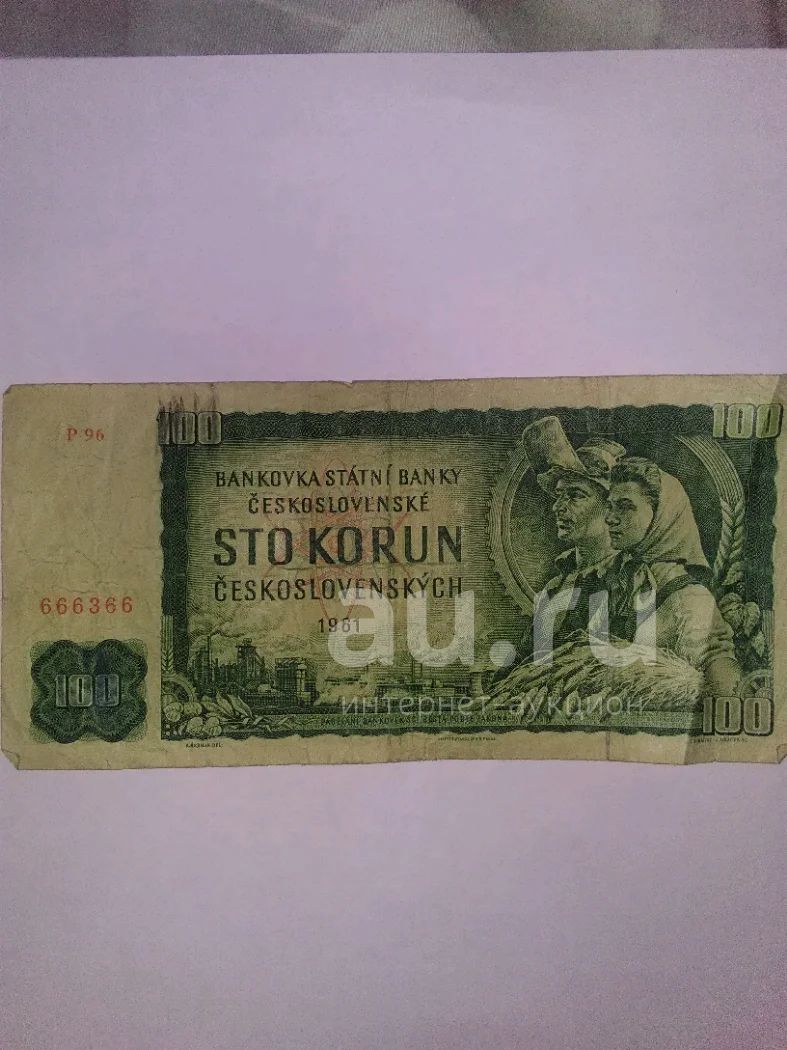 P 96
100
100
BANKOVKA STÁTNÍ BANKY
ČESKOSLOVENSKÉ
STO KORUN
ČESKOSLOVENSKÝCH
1961
666366
100
100
au.ru
интернет-аукцион